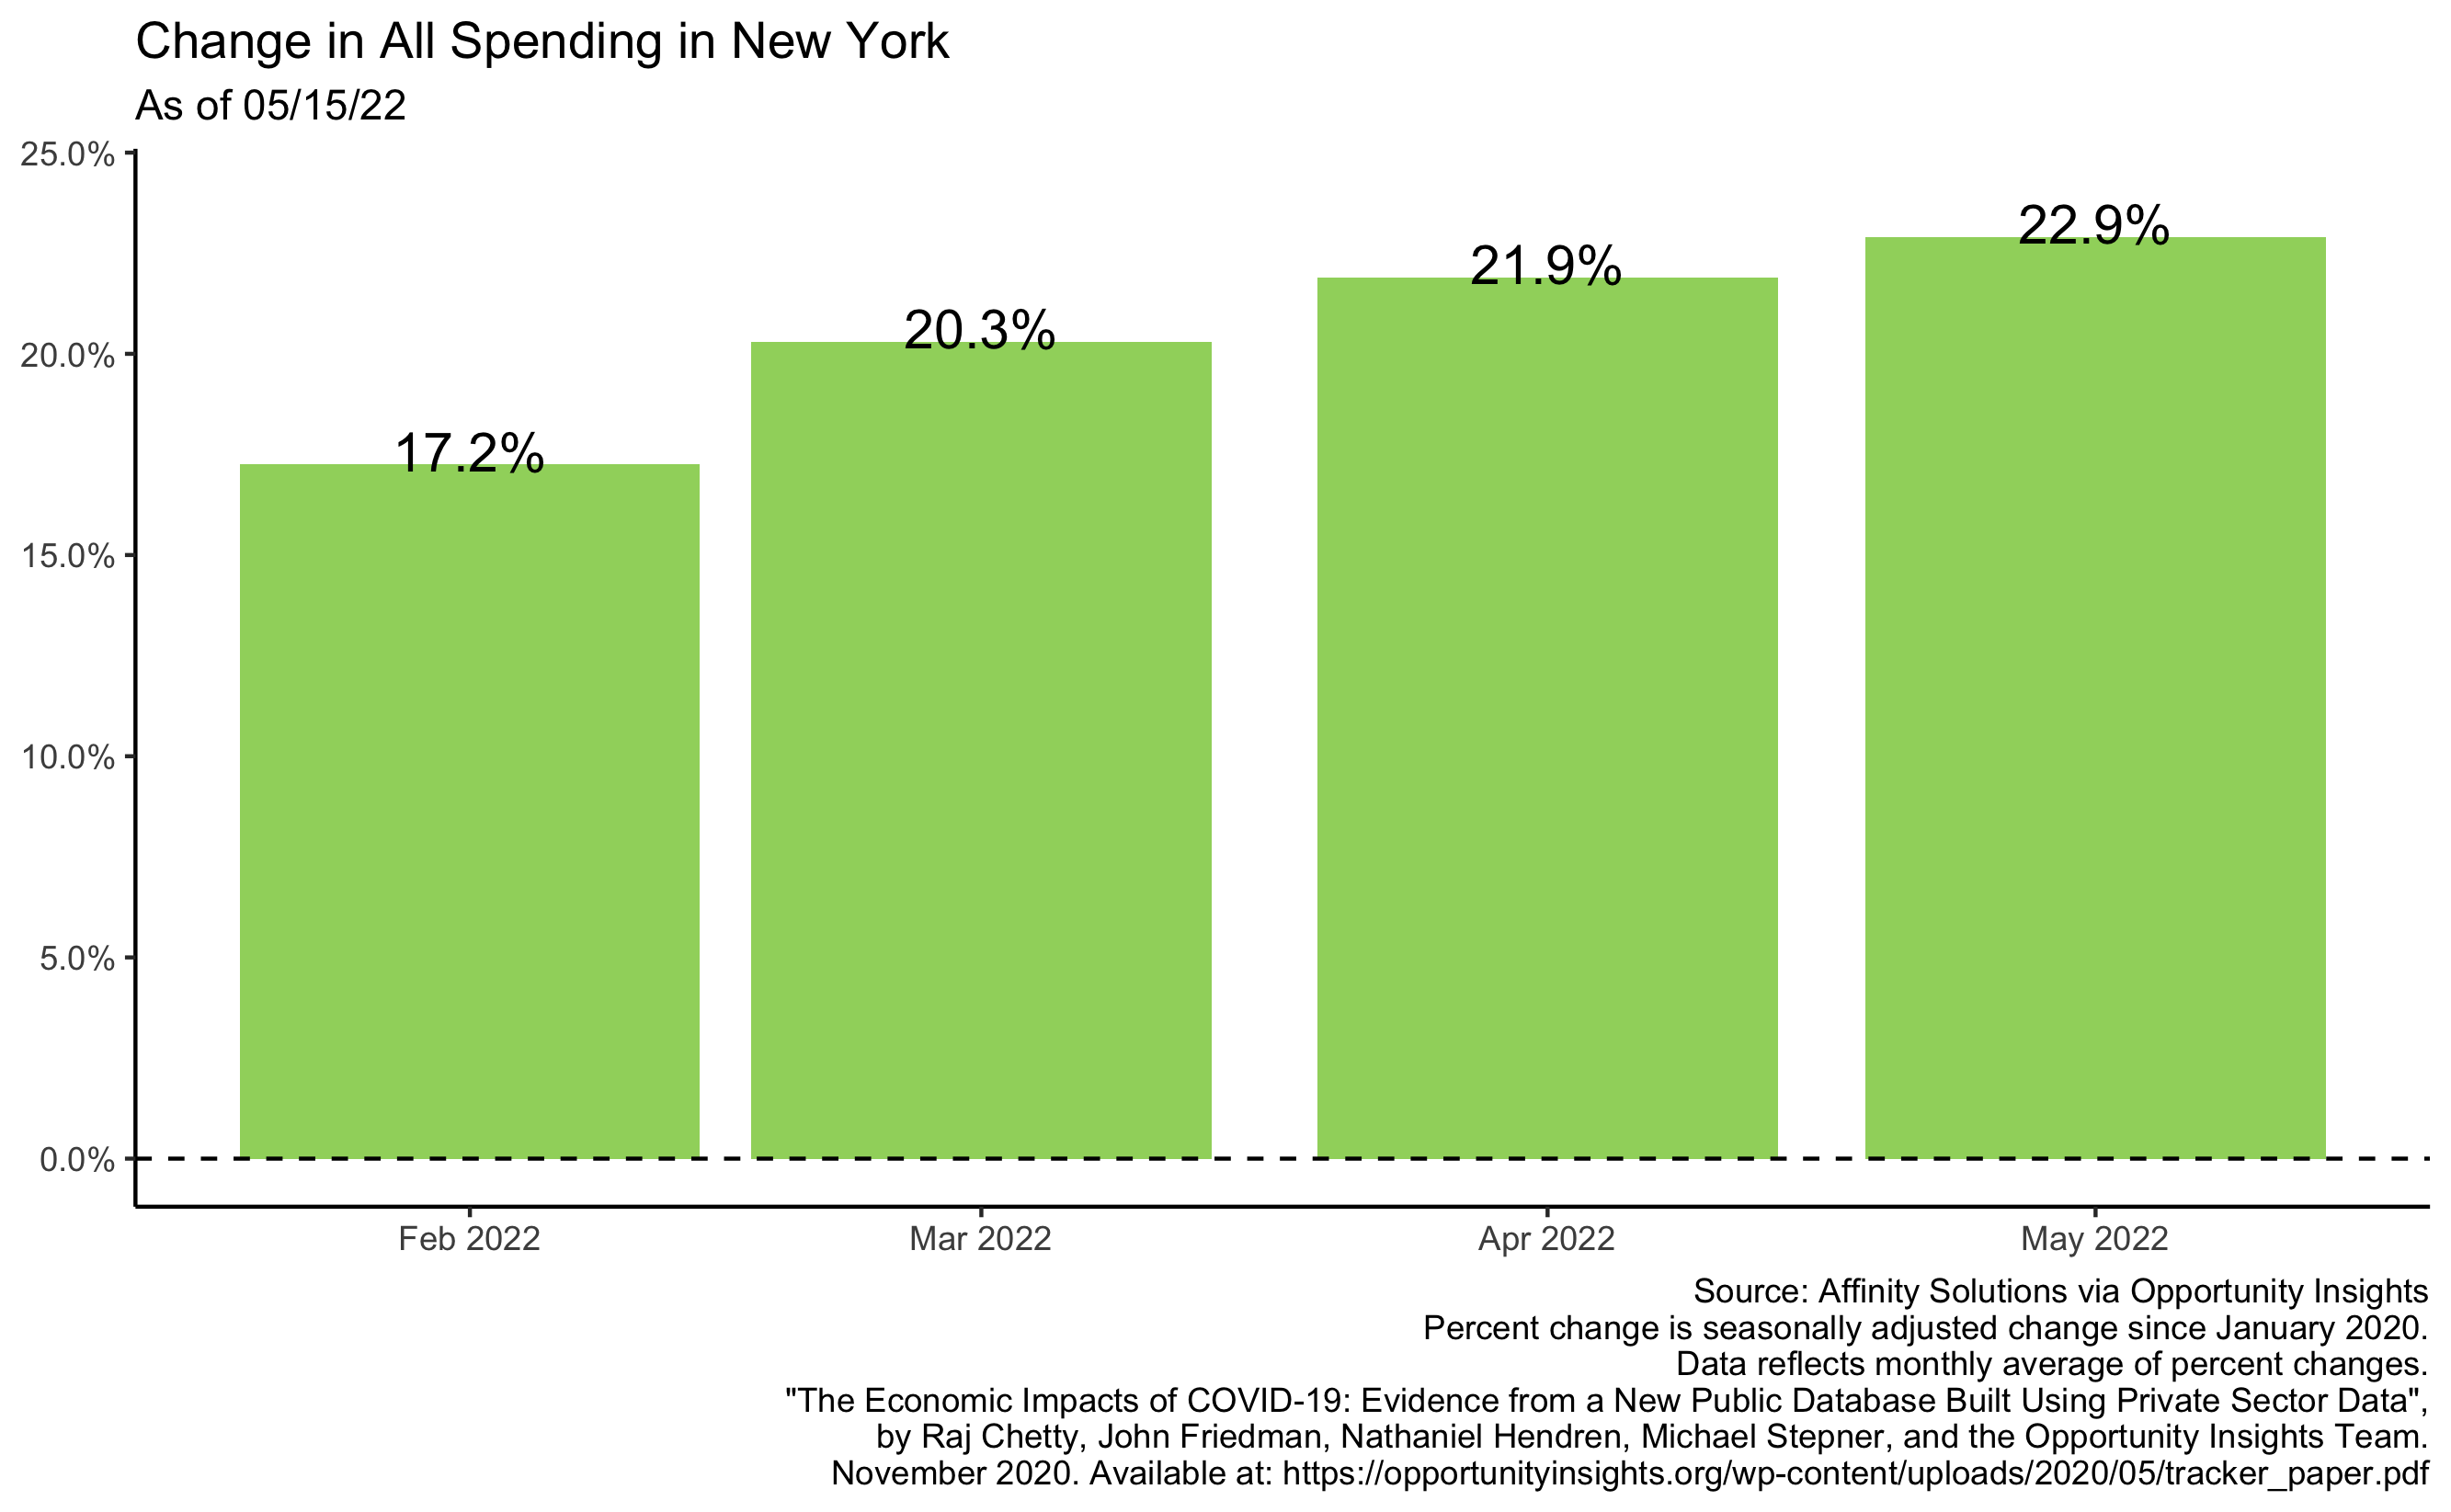 Change in All Spending in New York
As of 05/15/22
25.0%
20.0%
15.0%
10.0%
5.0%
0.0%
17.2%
20.3%
21.9%
22.9%
Feb 2022
Mar 2022
Apr 2022
May 2022
Source: Affinity Solutions via Opportunity Insights
Percent change is seasonally adjusted change since January 2020.
Data reflects monthly average of percent changes.
"The Economic Impacts of COVID-19: Evidence from a New Public Database Built Using Private Sector Data",
by Raj Chetty, John Friedman, Nathaniel Hendren, Michael Stepner, and the Opportunity Insights Team.
November 2020. Available at: https://opportunityinsights.org/wp-content/uploads/2020/05/tracker_paper.pdf